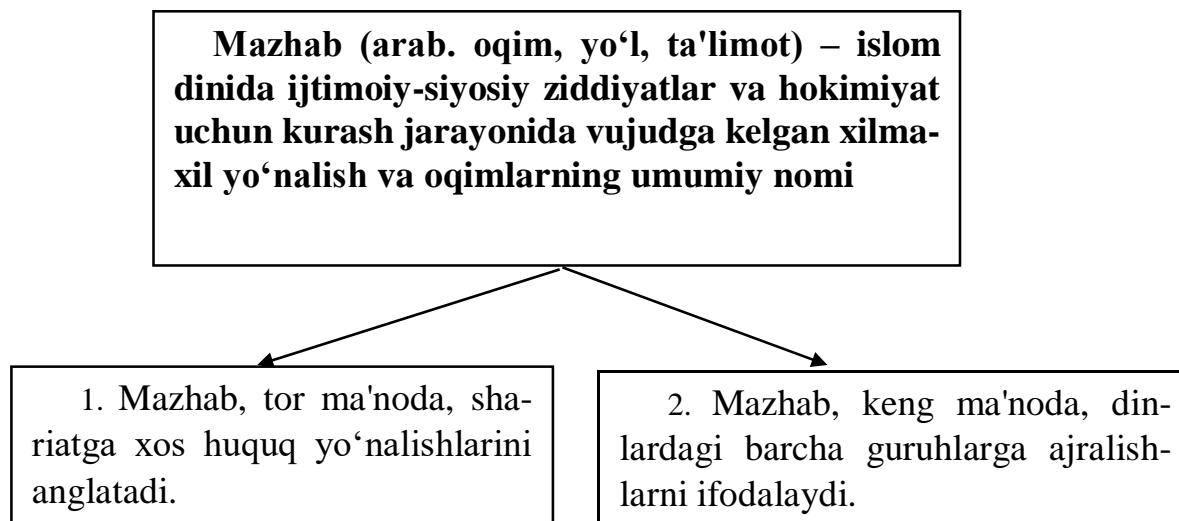 Mazhab (arab. oqim, yo‘l, ta'limot) – islom
dinida ijtimoiy-siyosiy ziddiyatlar va hokimiyat
uchun kurash jarayonida vujudga kelgan xilma-
xil yo‘nalish va oqimlarning umumiy nomi
1. Mazhab, tor ma'noda, sha-
riatga xos huquq yo‘nalishlarini
anglatadi.
2. Mazhab, keng ma'noda, din-
lardagi barcha guruhlarga ajralish-
larni ifodalaydi.